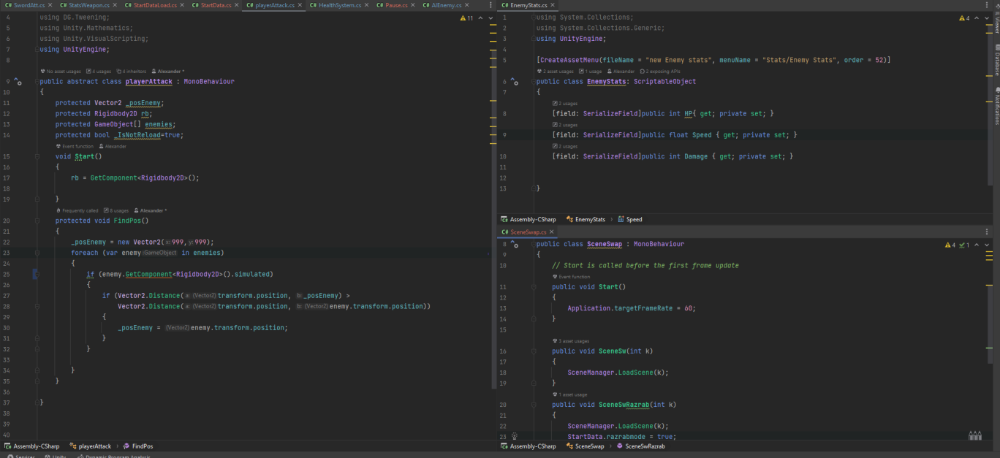 C# SwordAtt.cs × C# StatsWeapon.cs × C# StartDataLoad.cs × C# StartData.cs × C# playerAttack.cs × C# HealthSystem.cs × C# Pause.cs × C# AIEnemy.cs ×
4 using DG.Tweening; 11
5 using Unity.Mathematics;
6 using Unity.VisualScripting;
7 using UnityEngine;
8
No asset usages 4 usages 4 inheritors Alexander *
9 public abstract class playerAttack : MonoBehaviour
10 {
11 protected Vector2 _posEnemy;
12 protected Rigidbody2D rb;
13 protected GameObject[] enemies;
14 protected bool _IsNotReload=true;
Event function Alexander
15 void Start()
16 {
17 rb = GetComponent<Rigidbody2D>();
18
19 }
Frequently called 8 usages Alexander *
20 protected void FindPos()
21 {
22 _posEnemy = new Vector2(x:999,y:999);
23 foreach (var enemy:GameObject in enemies)
24 {
25 if (enemy.GetComponent<Rigidbody2D>().simulated)
26 {
27 if (Vector2.Distance(a:(Vector2)transform.position, b:_posEnemy) >
28 Vector2.Distance(a:(Vector2)transform.position, b:(Vector2)enemy.transform.position))
29 {
30 _posEnemy = (Vector2)enemy.transform.position;
31 }
32 }
33
34 }
35 }
36
37 }
38
39
40
Assembly-CSharp playerAttack FindPos
Services Unity Dynamic Program Analysis
C# EnemyStats.cs ×
1 using System.Collections; 4
2 using System.Collections.Generic;
3 using UnityEngine;
4
5 [CreateAssetMenu(fileName = "new Enemy stats", menuName = "Stats/Enemy Stats", order = 52)]
2 asset usages 1 usage Alexander 2 exposing APIs
6 public class EnemyStats: ScriptableObject
7 {
2 usages
8 [field: SerializeField]public int HP{ get; private set; }
2 usages
9 [field: SerializeField]public float Speed { get; private set; }
2 usages
10 [field: SerializeField]public int Damage { get; private set; }
11
12
13 }
Assembly-CSharp EnemyStats Speed
C# SceneSwap.cs ×
8 public class SceneSwap : MonoBehaviour 4 1
9 {
10 // Start is called before the first frame update
Event function
11 public void Start()
12 {
13 Application.targetFrameRate = 60;
14 }
15
3 asset usages
16 public void SceneSw(int k)
17 {
18 SceneManager.LoadScene(k);
19 }
1 asset usage
20 public void SceneSwRazrab(int k)
21 {
22 SceneManager.LoadScene(k);
23 StartData.razrabmode = true;
Assembly-CSharp SceneSwap SceneSwRazrab
Database
Notifications